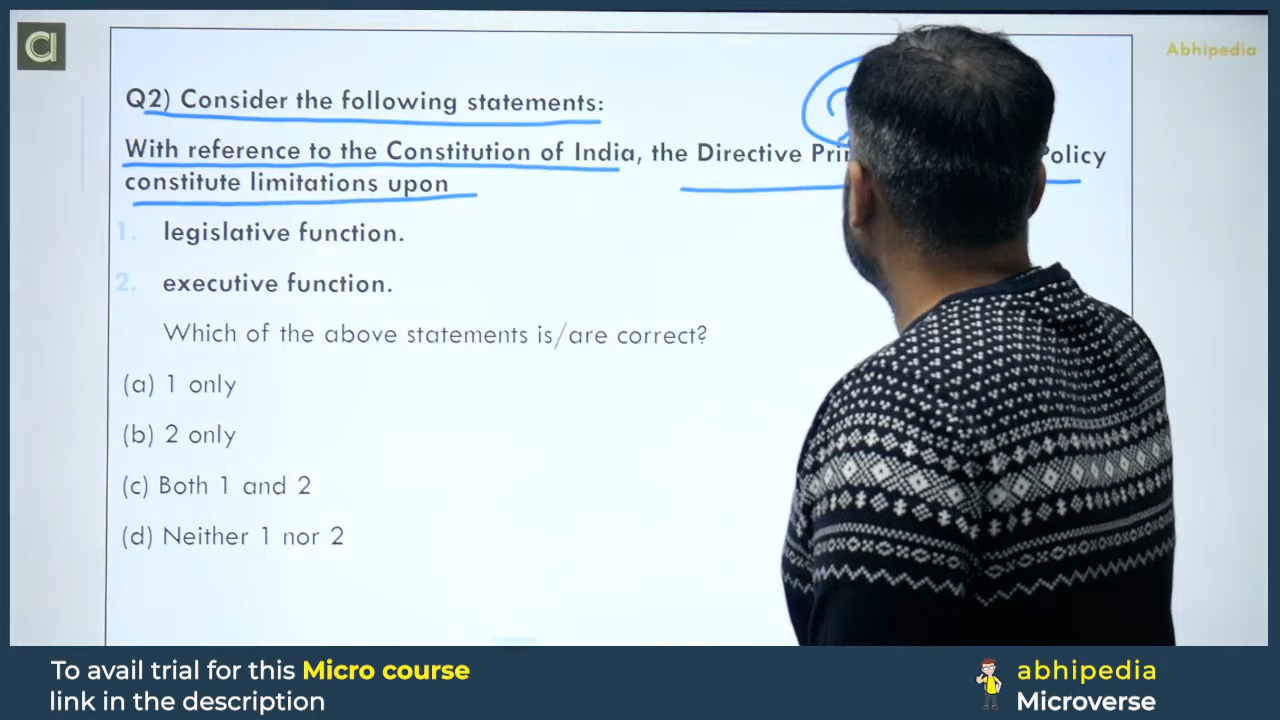 Abhipedia
Q2) Consider the following statements:
With reference to the Constitution of India, the Directive Policy
constitute limitations upon
1. legislative function.
2. executive function.
Which of the above statements is/are correct?
(a) 1 only
(b) 2 only
(c) Both 1 and 2
(d) Neither 1 nor 2
To avail trial for this Micro course
link in the description
abhipedia
Microverse